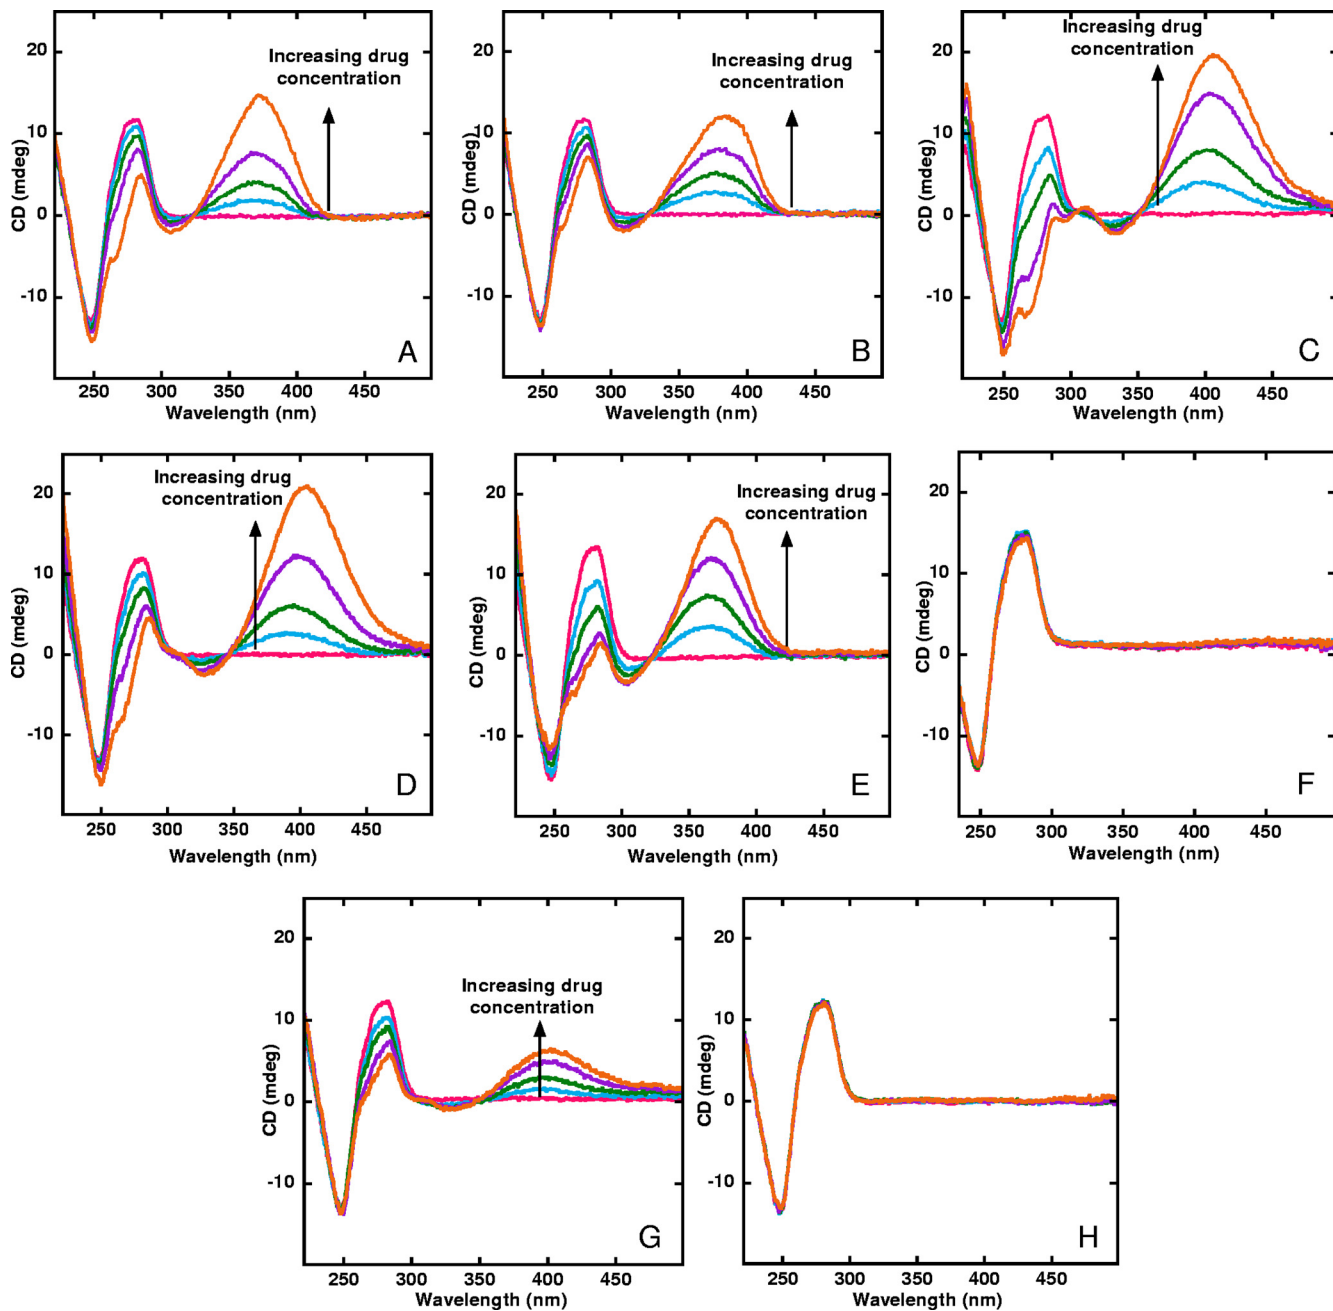 20
10
0
-10
CD (mdeg)
Increasing drug
concentration
A
250 300 350 400 450
Wavelength (nm)
20
10
0
-10
CD (mdeg)
Increasing drug
concentration
B
250 300 350 400 450
Wavelength (nm)
20
10
0
-10
CD (mdeg)
Increasing drug
concentration
C
250 300 350 400 450
Wavelength (nm)
20
10
0
-10
CD (mdeg)
Increasing drug
concentration
D
250 300 350 400 450
Wavelength (nm)
20
10
0
-10
CD (mdeg)
Increasing drug
concentration
E
250 300 350 400 450
Wavelength (nm)
20
10
0
-10
CD (mdeg)
F
250 300 350 400 450
Wavelength (nm)
20
10
0
-10
CD (mdeg)
Increasing drug
concentration
G
250 300 350 400 450
Wavelength (nm)
20
10
0
-10
CD (mdeg)
H
250 300 350 400 450
Wavelength (nm)